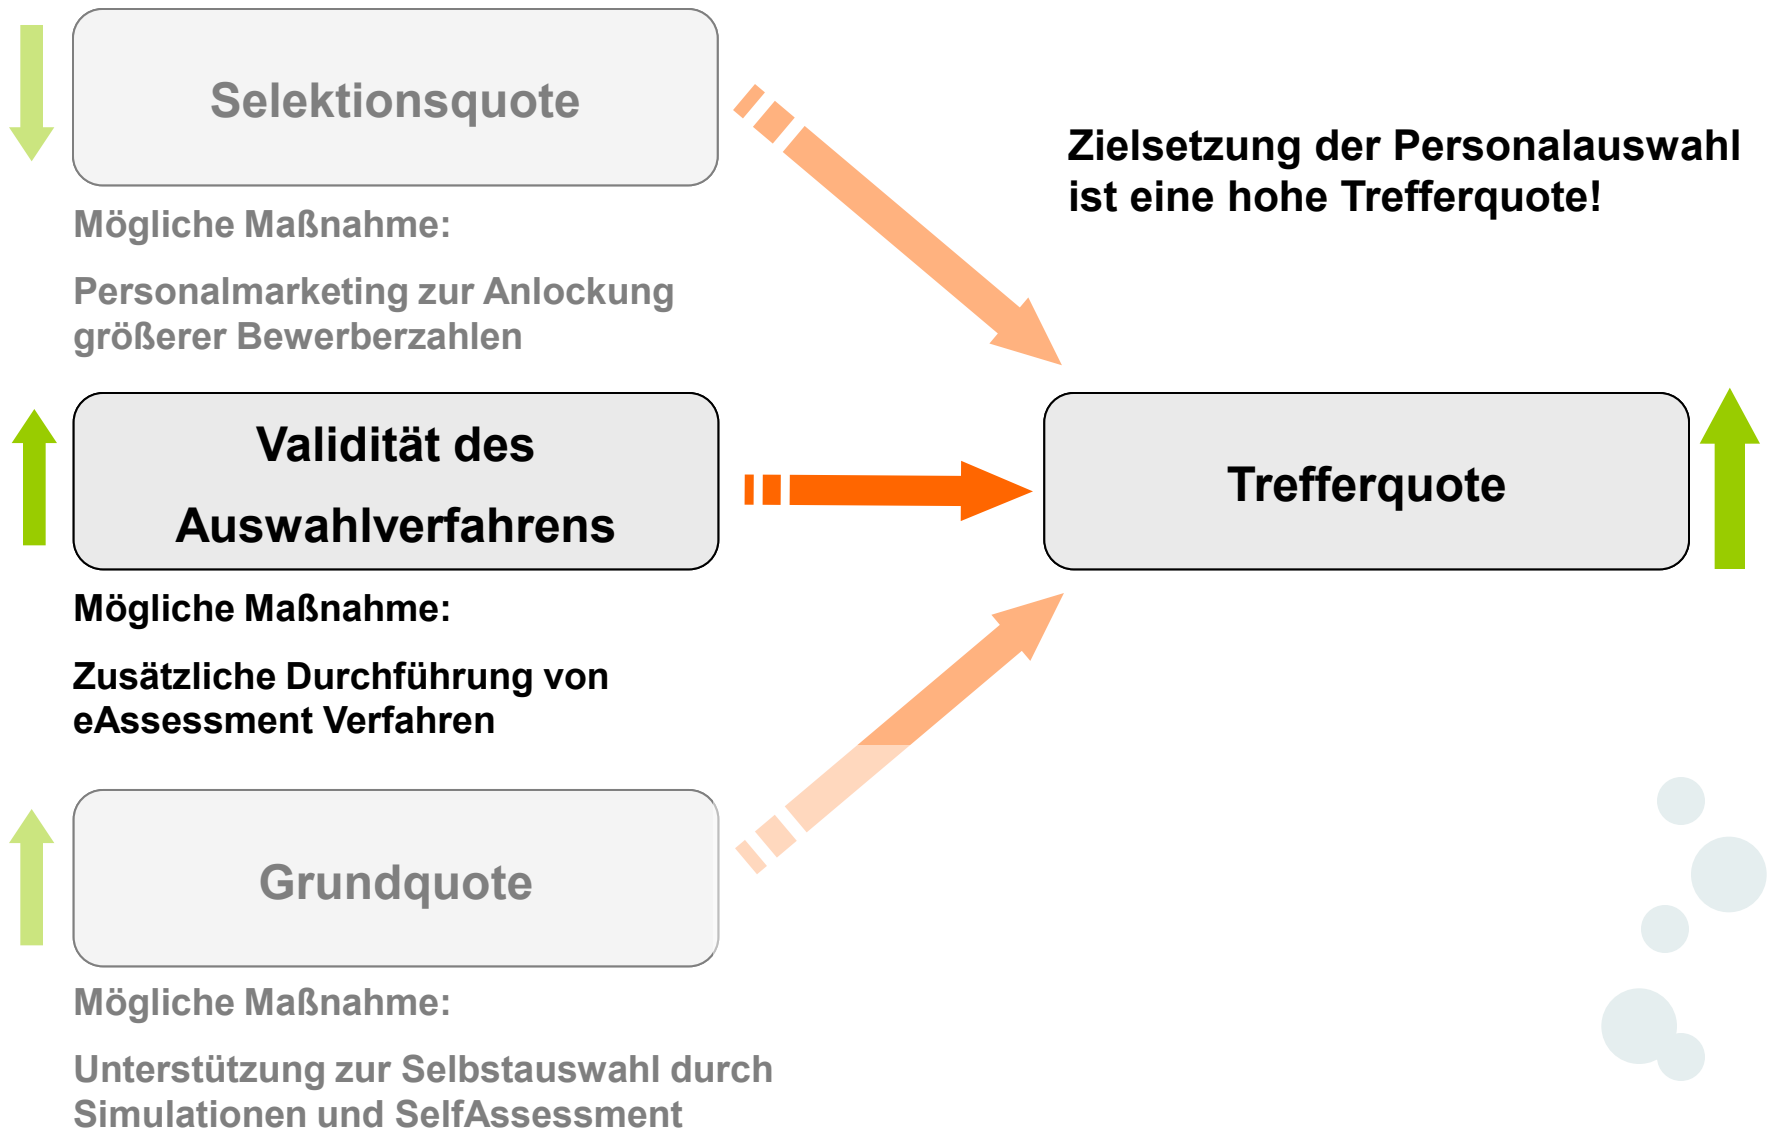 Selektionsquote
Mögliche Maßnahme:
Personalmarketing zur Anlockung
größerer Bewerberzahlen
Zielsetzung der Personalauswahl
ist eine hohe Trefferquote!
Validität des
Auswahlverfahrens
Mögliche Maßnahme:
Zusätzliche Durchführung von
eAssessment Verfahren
Trefferquote
Grundquote
Mögliche Maßnahme:
Unterstützung zur Selbstauswahl durch
Simulationen und SelfAssessment